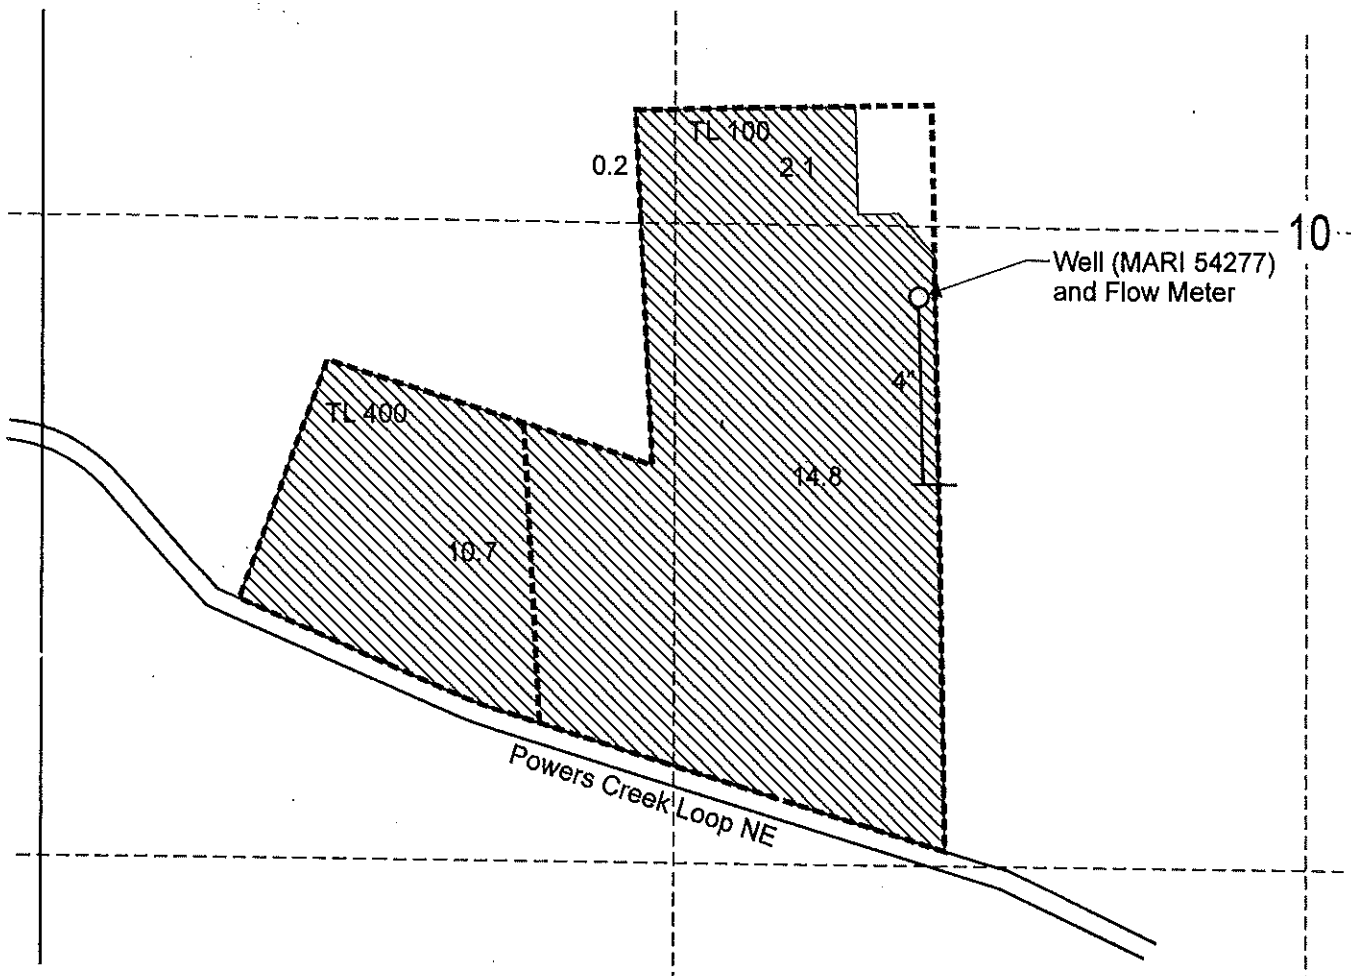 TL 100
0.2
2.1
10
Well (MARI 54277)
and Flow Meter
4"
TL 400
14.8
10.7
Powers Creek Loop NE